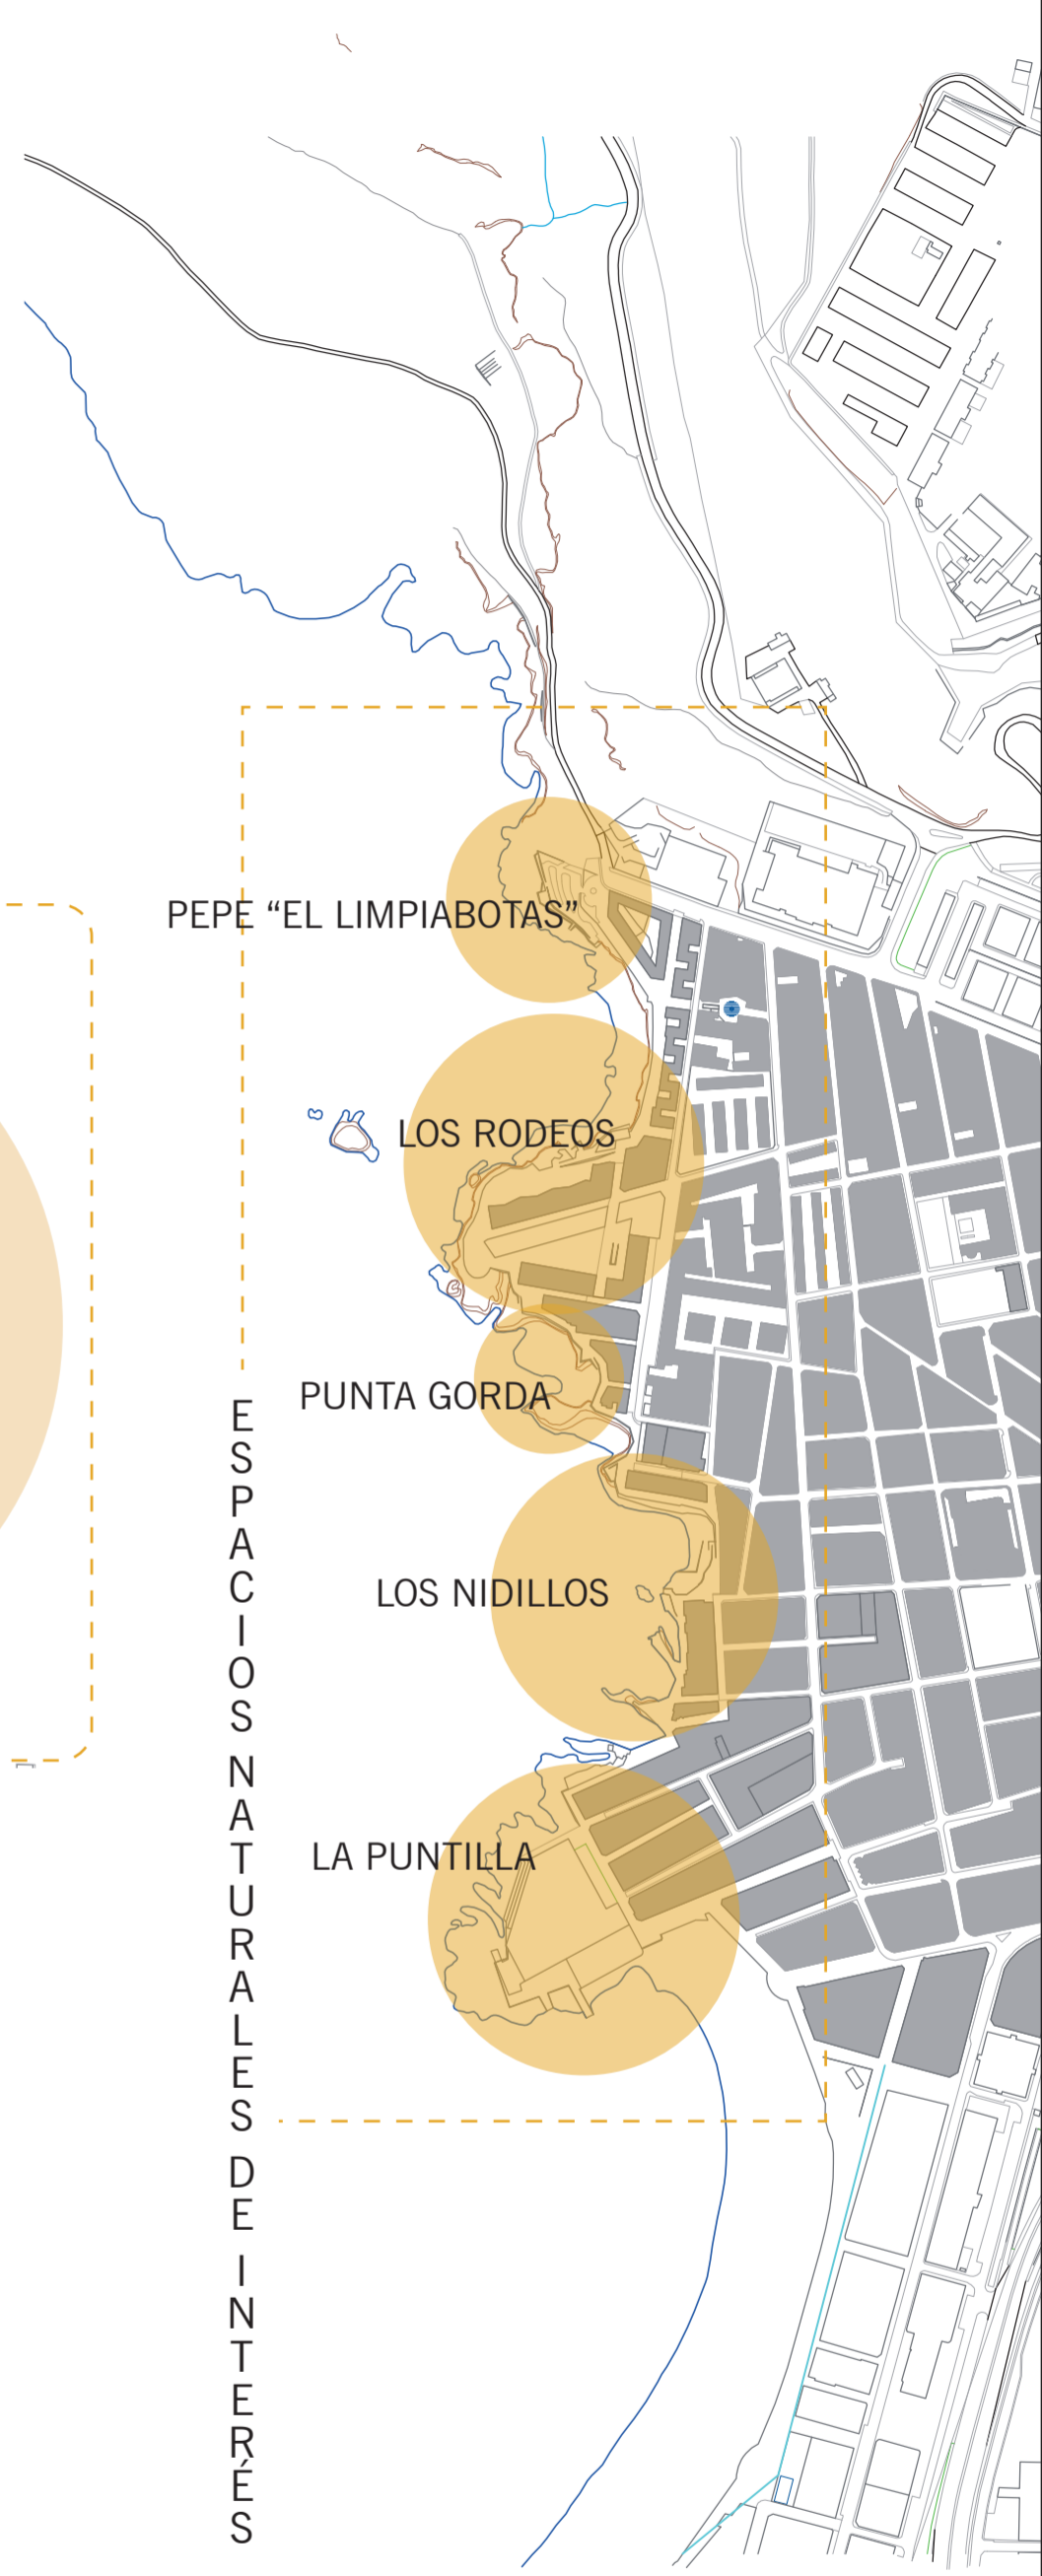 PEPE “EL LIMPIABOTAS”
LOS RODEOS
PUNTA GORDA
LOS NIDILLOS
LA PUNTILLA
ESPACIOS NATURALES DE INTERÉS